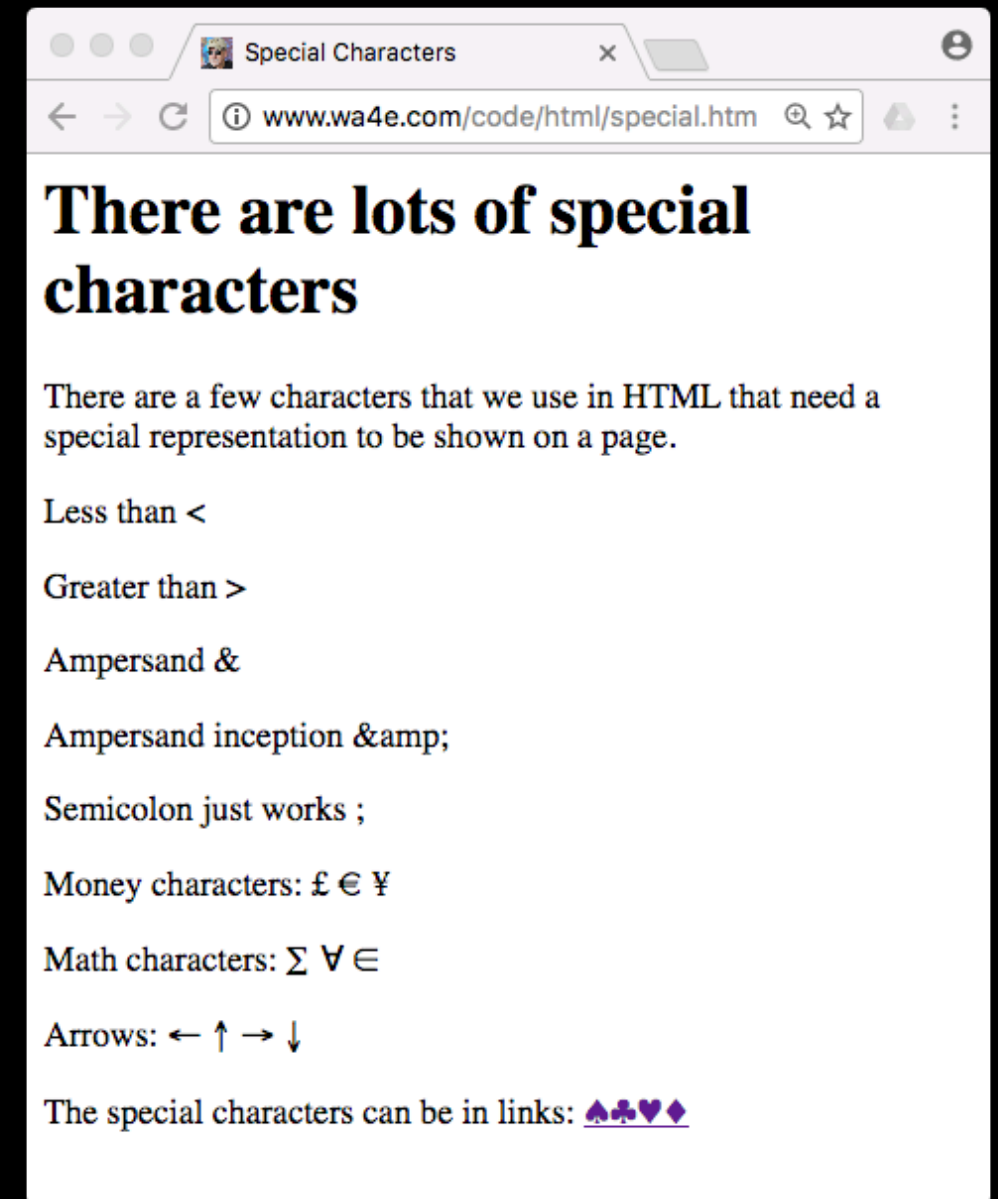 Special Characters
www.wa4e.com/code/html/special.htm
There are lots of special
characters
There are a few characters that we use in HTML that need a
special representation to be shown on a page.
Less than <
Greater than >
Ampersand &
Ampersand inception &amp;
Semicolon just works ;
Money characters: £ € ¥
Math characters: ∑ ∀ ∈
Arrows: ← ↑ → ↓
The special characters can be in links: ♠♣♥♦